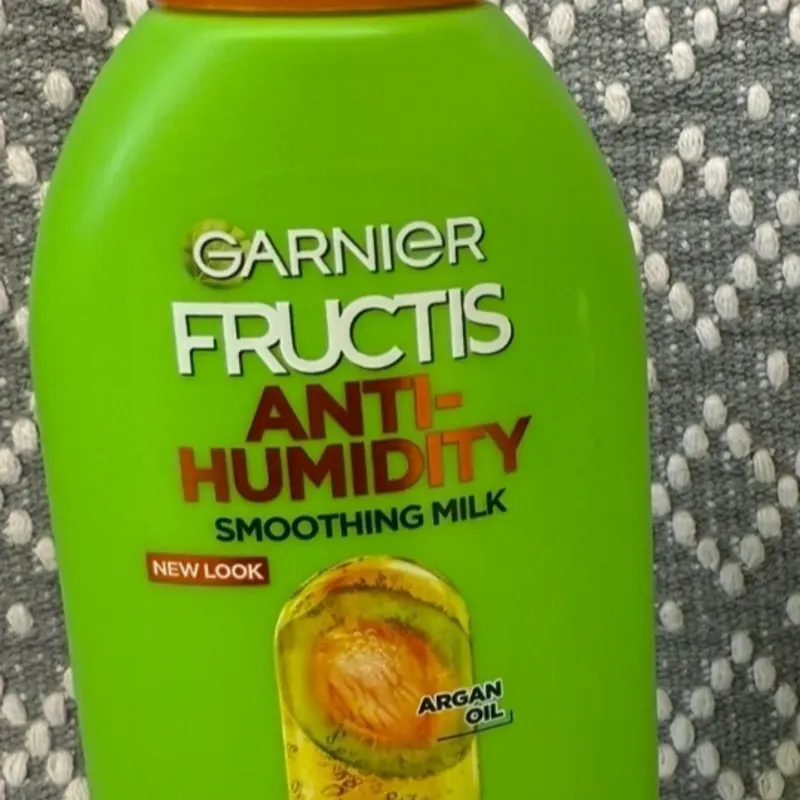 GARNIER
FRUCTIS
ANTI-
HUMIDITY
SMOOTHING MILK
NEW LOOK
ARGAN
OIL